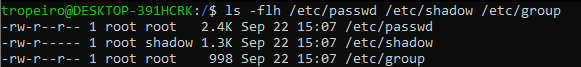 tropeiro@DESKTOP-391HCRK:/$ ls -flh /etc/passwd /etc/shadow /etc/group
-rw-r--r-- 1 root root   2.4K Sep 22 15:07 /etc/passwd
-rw-r----- 1 root shadow 1.3K Sep 22 15:07 /etc/shadow
-rw-r--r-- 1 root root    998 Sep 22 15:07 /etc/group